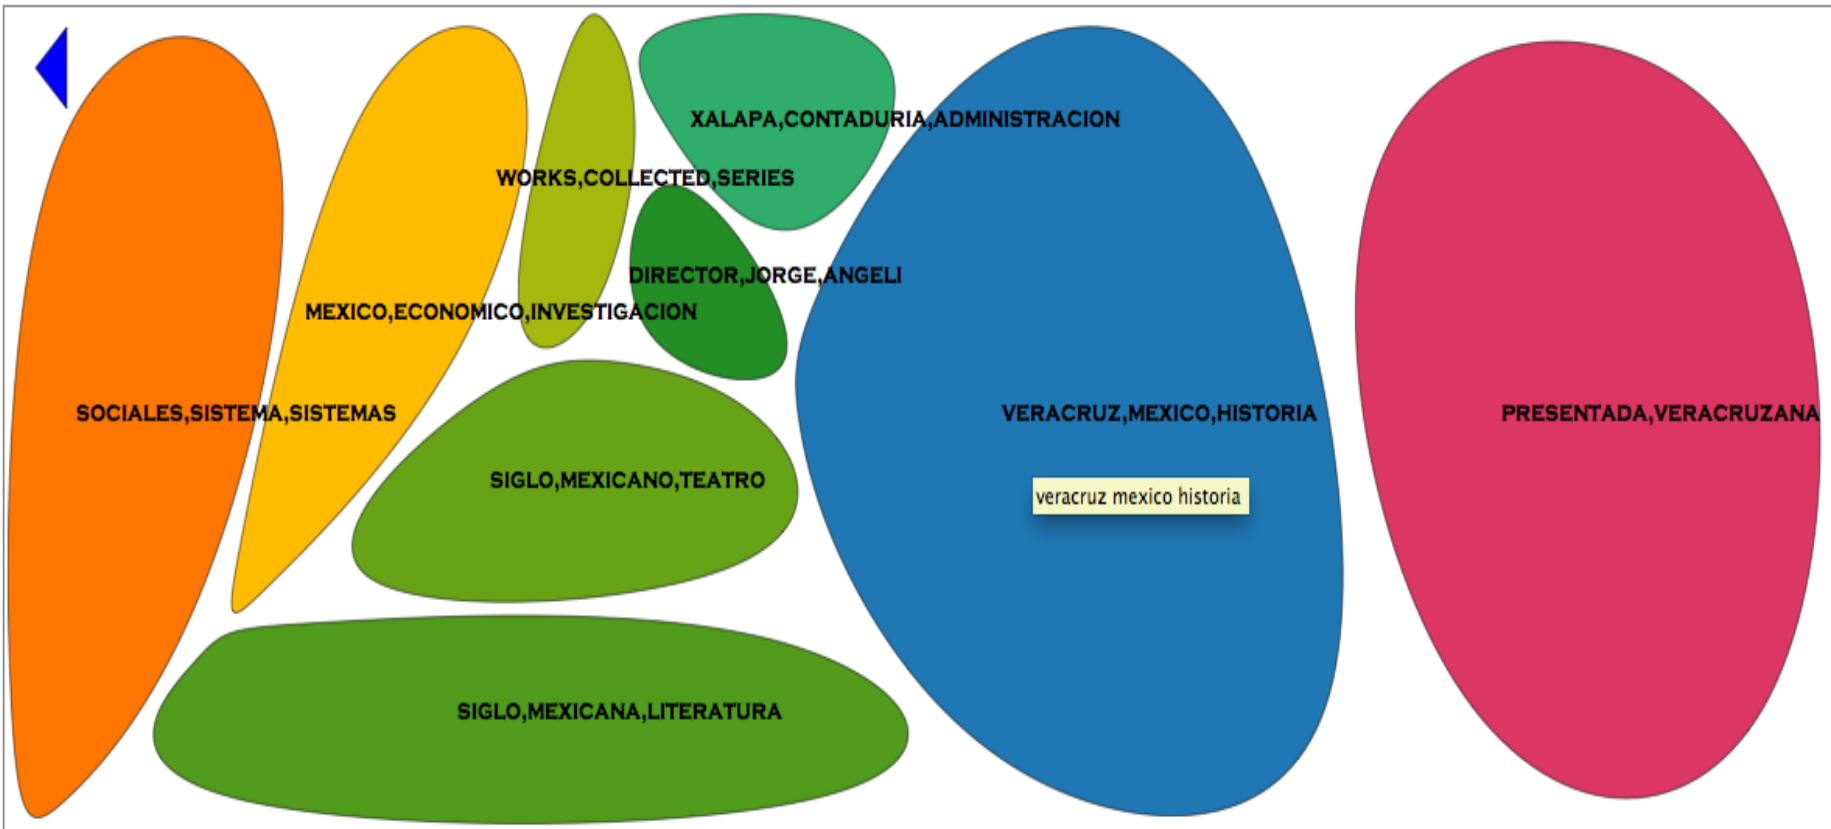 XALAPA,CONTADURIA,ADMINISTRACION
WORKS,COLLECTED,SERIES
DIRECTOR,JORGE,ANGELI
MEXICO,ECONOMICO,INVESTIGACION
SOCIALES,SISTEMA,SISTEMAS
VERACRUZ,MEXICO,HISTORIA
PRESENTADA,VERACRUZANA
SIGLO,MEXICANO,TEATRO
veracruz mexico historia
SIGLO,MEXICANA,LITERATURA